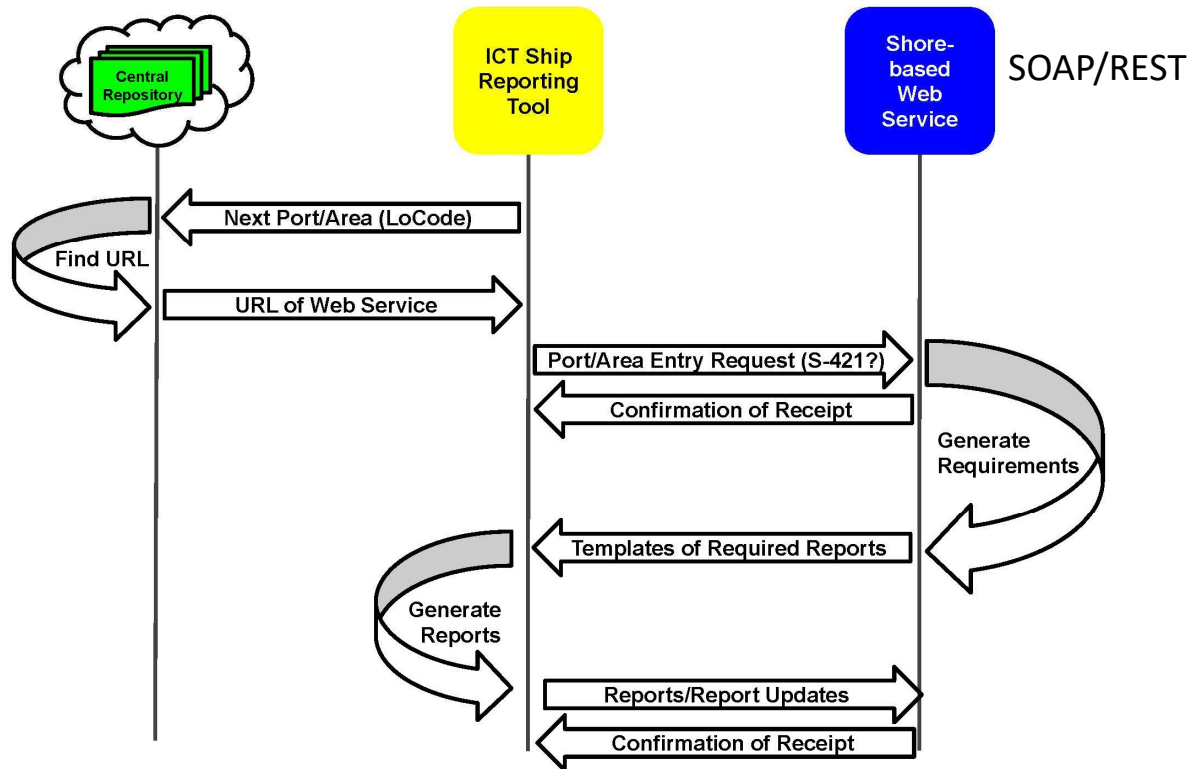 Central
Repository
ICT Ship
Reporting
Tool
Shore-
based
Web
Service
SOAP/REST
Next Port/Area (LoCode)
Find URL
URL of Web Service
Port/Area Entry Request (S-421?)
Confirmation of Receipt
Generate
Requirements
Templates of Required Reports
Generate
Reports
Reports/Report Updates
Confirmation of Receipt